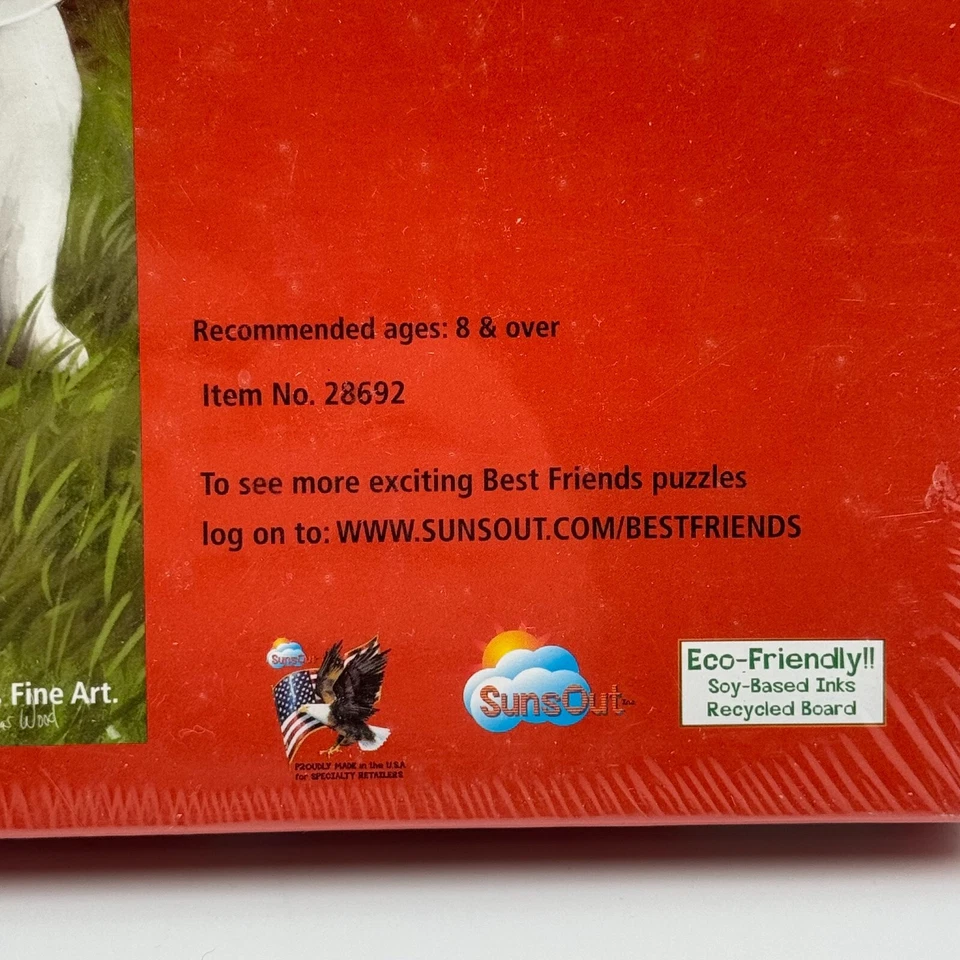 Recommended ages: 8 & over
Item No. 28692
To see more exciting Best Friends puzzles
log on to: WWW.SUNSOUT.COM/BESTFRIENDS
Fine Art.
Wood
SunsOut
PROUDLY MADE in the U.S.A
for SPECIALTY RETAILERS
SunsOut
Eco-Friendly!!
Soy-Based Inks
Recycled Board